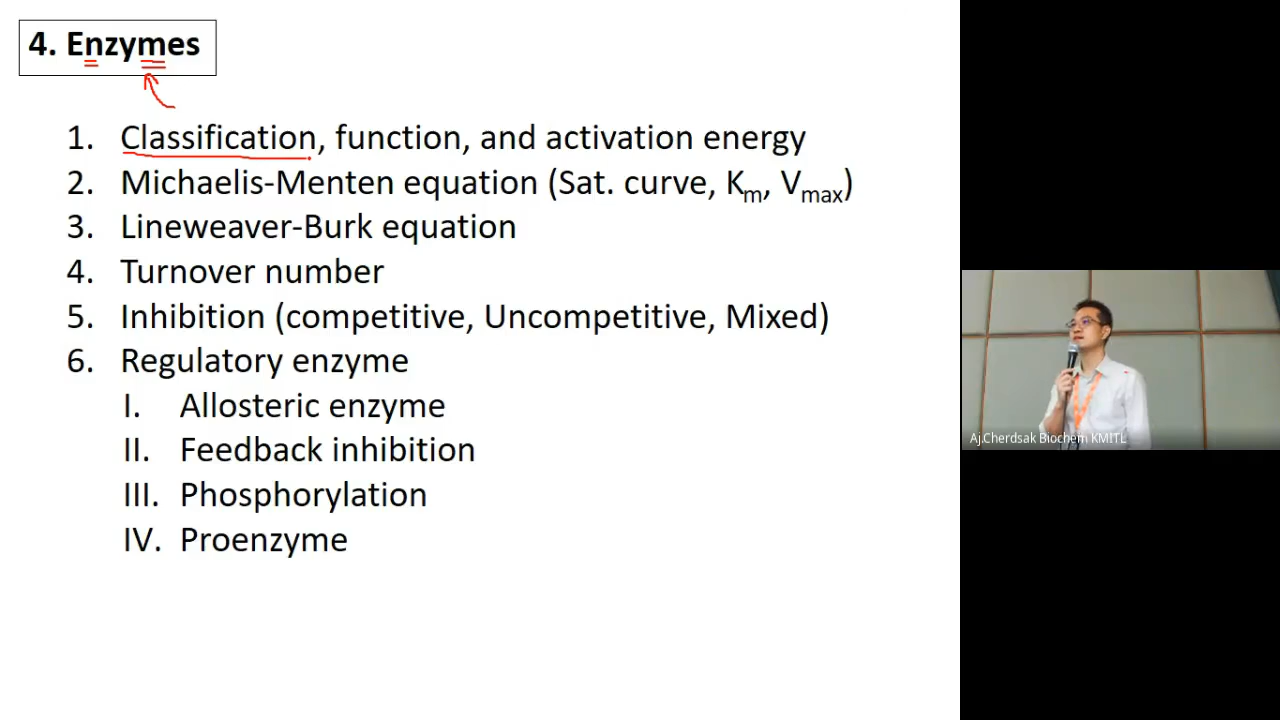 4. Enzymes
1. Classification, function, and activation energy
2. Michaelis-Menten equation (Sat. curve, Km, Vmax)
3. Lineweaver-Burk equation
4. Turnover number
5. Inhibition (competitive, Uncompetitive, Mixed)
6. Regulatory enzyme
I. Allosteric enzyme
II. Feedback inhibition
III. Phosphorylation
IV. Proenzyme
Aj.Cherdsak Biochem KMITL